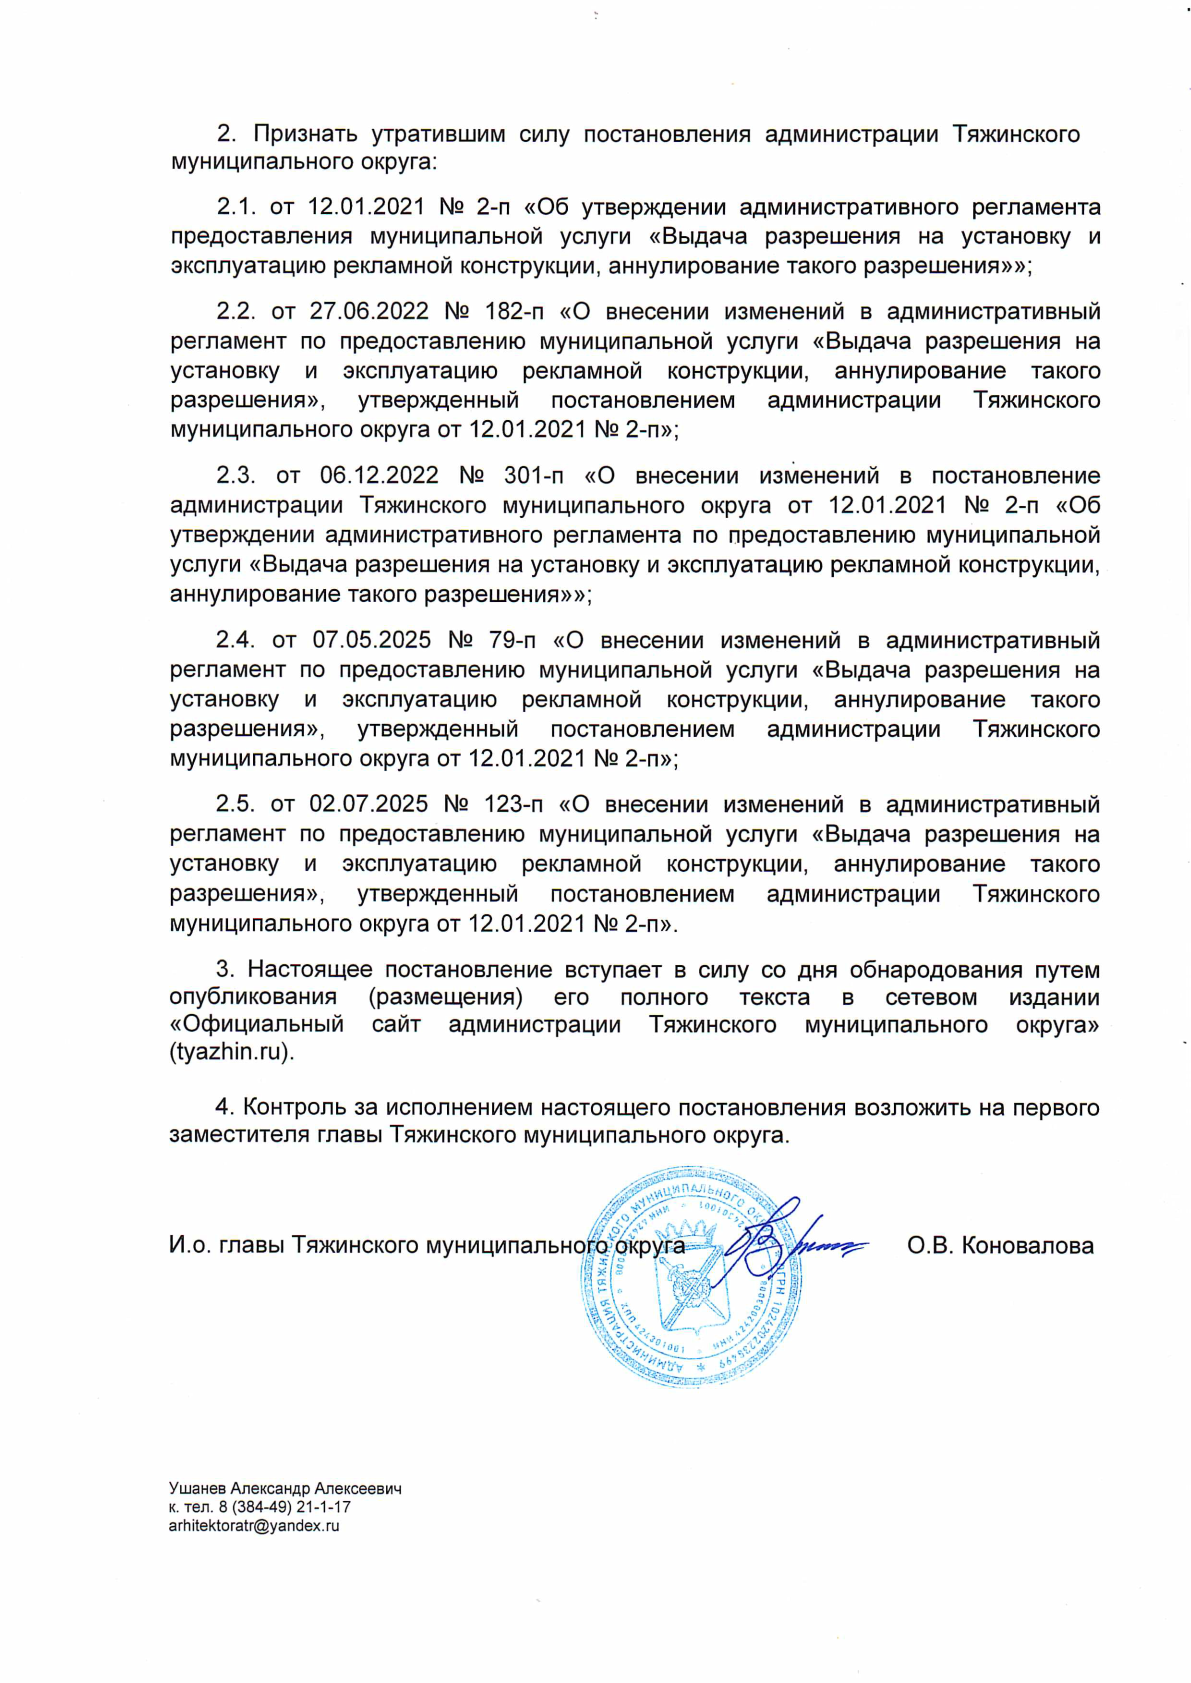 2. Признать утратившим силу постановления администрации Тяжинского
муниципального округа:
2.1. от 12.01.2021 № 2-п «Об утверждении административного регламента
предоставления муниципальной услуги «Выдача разрешения на установку и
эксплуатацию рекламной конструкции, аннулирование такого разрешения»»;
2.2. от 27.06.2022 № 182-п «О внесении изменений в административный
регламент по предоставлению муниципальной услуги «Выдача разрешения на
установку и эксплуатацию рекламной конструкции, аннулирование такого
разрешения», утвержденный постановлением администрации Тяжинского
муниципального округа от 12.01.2021 № 2-п»;
2.3. от 06.12.2022 № 301-п «О внесении изменений в постановление
администрации Тяжинского муниципального округа от 12.01.2021 № 2-п «Об
утверждении административного регламента по предоставлению муниципальной
услуги «Выдача разрешения на установку и эксплуатацию рекламной конструкции,
аннулирование такого разрешения»»;
2.4. от 07.05.2025 № 79-п «О внесении изменений в административный
регламент по предоставлению муниципальной услуги «Выдача разрешения на
установку и эксплуатацию рекламной конструкции, аннулирование такого
разрешения», утвержденный постановлением администрации Тяжинского
муниципального округа от 12.01.2021 № 2-п»;
2.5. от 02.07.2025 № 123-п «О внесении изменений в административный
регламент по предоставлению муниципальной услуги «Выдача разрешения на
установку и эксплуатацию рекламной конструкции, аннулирование такого
разрешения», утвержденный постановлением администрации Тяжинского
муниципального округа от 12.01.2021 № 2-п».
3. Настоящее постановление вступает в силу со дня обнародования путем
опубликования (размещения) его полного текста в сетевом издании
«Официальный сайт администрации Тяжинского муниципального округа»
(tyazhin.ru).
4. Контроль за исполнением настоящего постановления возложить на первого
заместителя главы Тяжинского муниципального округа.
И.о. главы Тяжинского муниципального округа О.В. Коновалова
АДМИНИСТРАЦИЯ ТЯЖИНСКОГО МУНИЦИПАЛЬНОГО
КПП 424301001
Ушанев Александр Алексеевич
к. тел. 8 (384-49) 21-1-17
arhitektoratr@yandex.ru